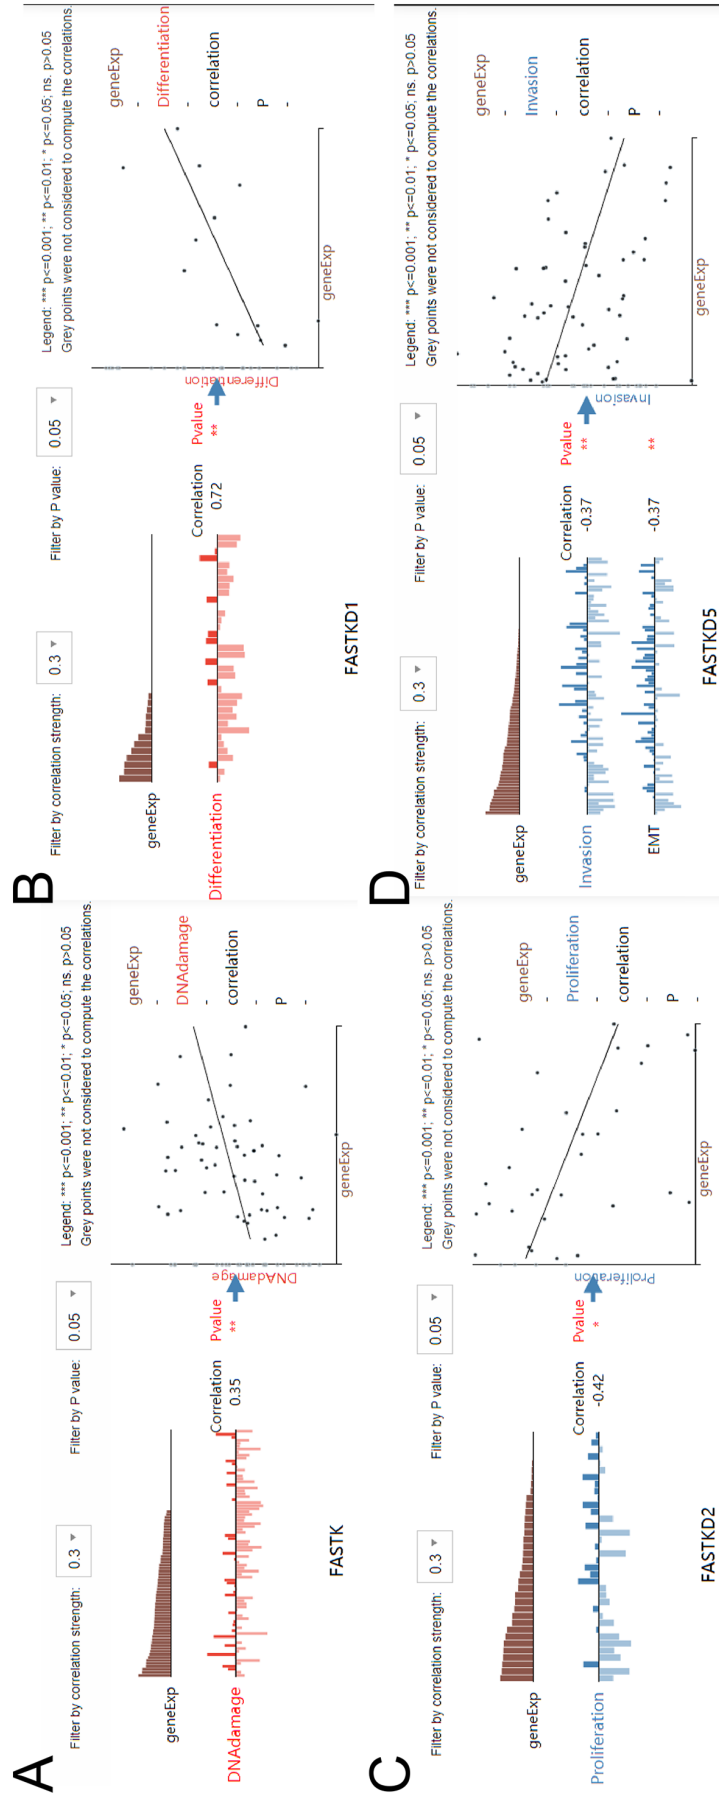 A
Filter by correlation strength: 0.3 Filter by P value: 0.05
Legend: *** p<=0.001; ** p<=0.01; * p<=0.05; ns. p>0.05
Grey points were not considered to compute the correlations.
geneExp
Correlation Pvalue
DNAdamage 0.35 **
DNAdamage
geneExp
geneExp
-
DNAdamage
-
correlation
-
P
-
FASTK
B
Filter by correlation strength: 0.3 Filter by P value: 0.05
Legend: *** p<=0.001; ** p<=0.01; * p<=0.05; ns. p>0.05
Grey points were not considered to compute the correlations.
geneExp
Correlation Pvalue
Differentiation 0.72 **
Differentiation
geneExp
geneExp
-
Differentiation
-
correlation
-
P
-
FASTKD1
C
Filter by correlation strength: 0.3 Filter by P value: 0.05
Legend: *** p<=0.001; ** p<=0.01; * p<=0.05; ns. p>0.05
Grey points were not considered to compute the correlations.
geneExp
Correlation Pvalue
Proliferation -0.42 *
Proliferation
geneExp
geneExp
-
Proliferation
-
correlation
-
P
-
FASTKD2
D
Filter by correlation strength: 0.3 Filter by P value: 0.05
Legend: *** p<=0.001; ** p<=0.01; * p<=0.05; ns. p>0.05
Grey points were not considered to compute the correlations.
geneExp
Correlation Pvalue
Invasion -0.37 **
EMT -0.37 **
Invasion
geneExp
geneExp
-
Invasion
-
correlation
-
P
-
FASTKD5